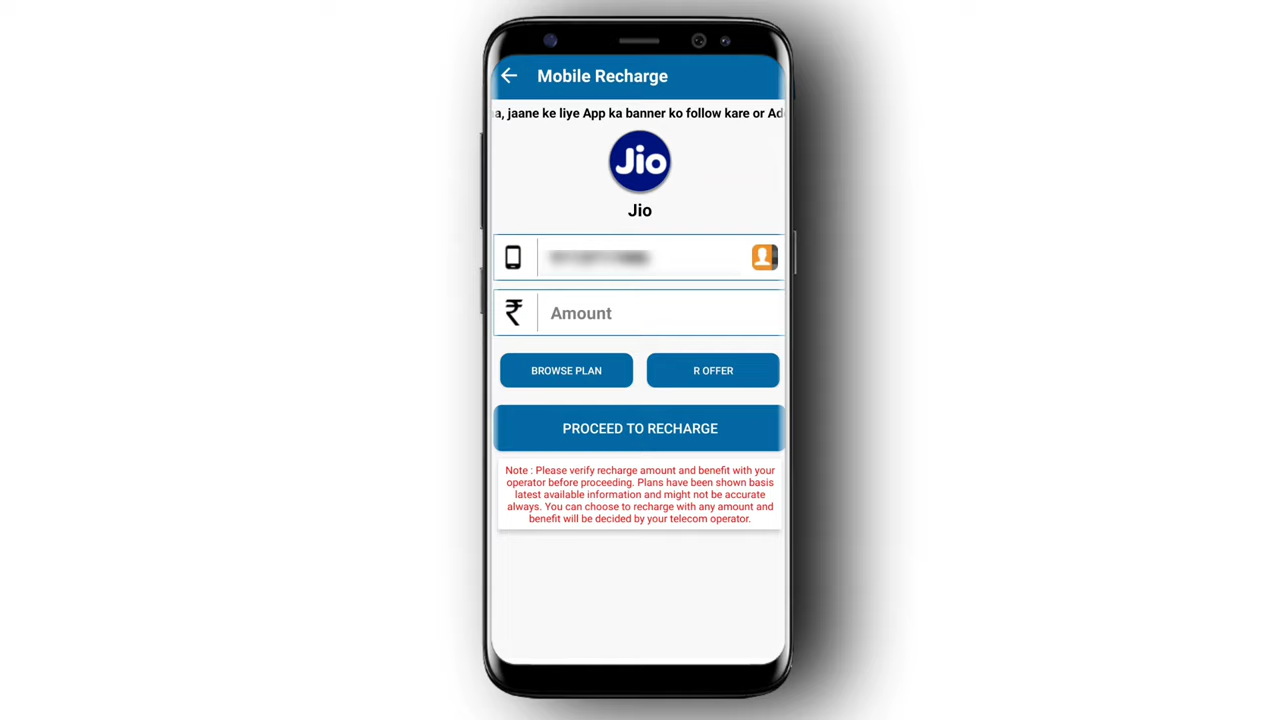 Mobile Recharge
, jaane ke liye App ka banner ko follow kare or
Jio
Jio
Amount
BROWSE PLAN
R OFFER
PROCEED TO RECHARGE
Note : Please verify recharge amount and benefit with your
operator before proceeding. Plans have been shown basis
latest available information and might not be accurate
always. You can choose to recharge with any amount and
benefit will be decided by your telecom operator.